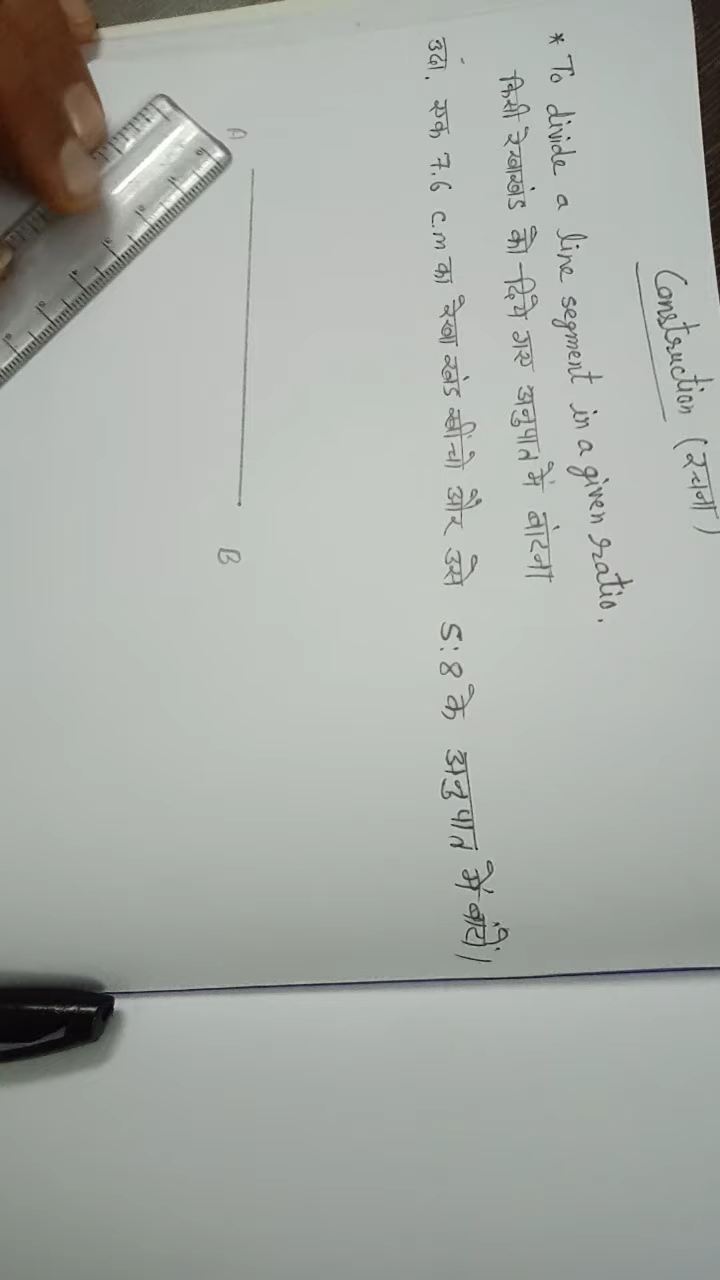 Construction (रचना)
* To divide a line segment in a given ratio.
किसी रेखाखंड को दिये गए अनुपात में बांटना
उदा. एक 7.6 c.m का रेखा खंड खींचो और उसे 5:8 के अनुपात में बांटों।
A
B